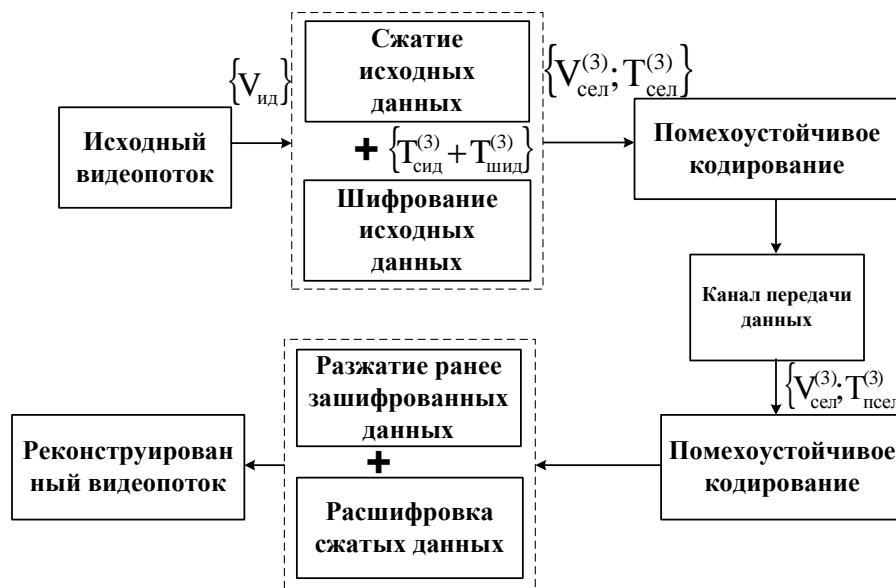 {V_ид}
Исходный
видеопоток
Сжатие
исходных
данных
+ {T_сид^(3) + T_шид^(3)}
Шифрование
исходных
данных
{V_сел^(3); T_сел^(3)}
Помехоустойчивое
кодирование
Канал передачи
данных
{V_сел^(3); T_псел^(3)
Помехоустойчивое
кодирование
Разжатие ранее
зашифрованных
данных
+
Расшифровка
сжатых данных
Реконструирован
ный видеопоток